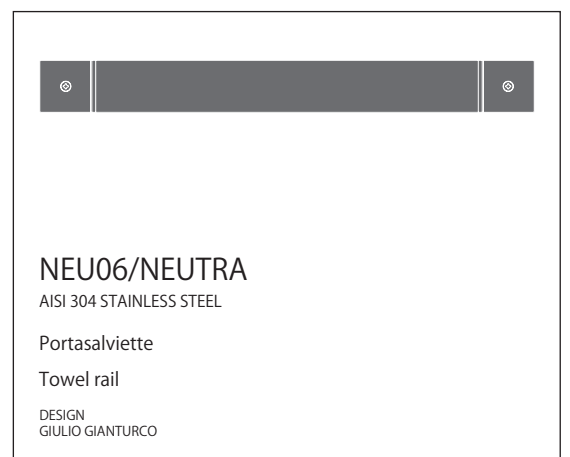 NEU06/NEUTRA
AISI 304 STAINLESS STEEL
Portasalviette
Towel rail
DESIGN
GIULIO GIANTURCO